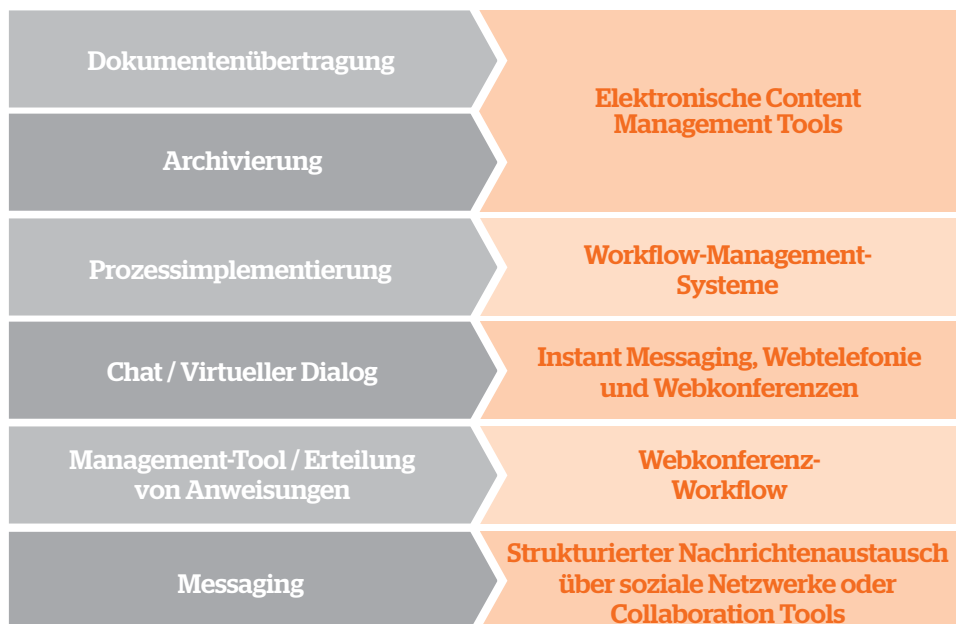 Dokumentenübertragung
Archivierung
Elektronische Content
Management Tools
Prozessimplementierung
Workflow-Management-
Systeme
Chat / Virtueller Dialog
Instant Messaging, Webtelefonie
und Webkonferenzen
Management-Tool / Erteilung
von Anweisungen
Webkonferenz-
Workflow
Messaging
Strukturierter Nachrichtenaustausch
über soziale Netzwerke oder
Collaboration Tools